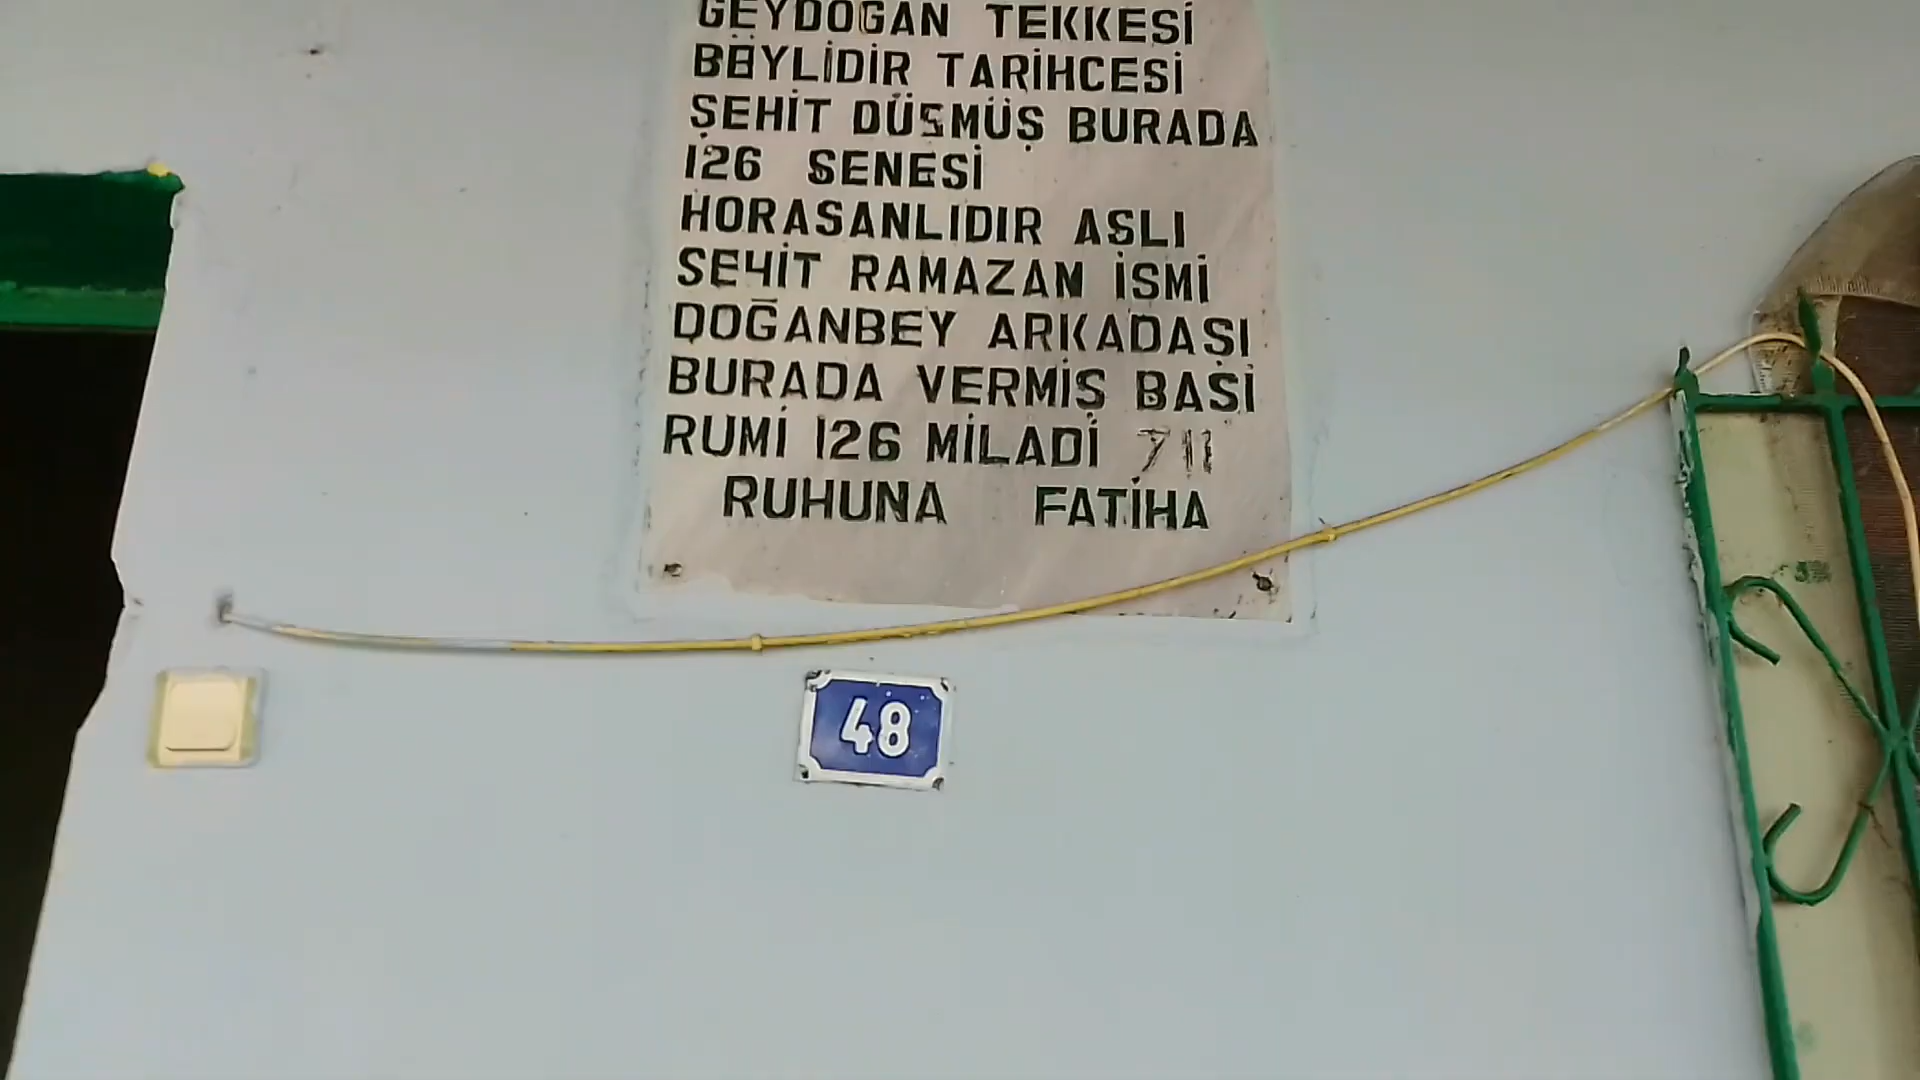 GEYDOĞAN TEKKESİ
BÖYLİDİR TARİHCESİ
ŞEHİT DÜŞMÜŞ BURADA
126 SENESİ
HORASANLIDIR ASLI
SEHİT RAMAZAN İSMİ
DOĞANBEY ARKADAŞI
BURADA VERMİŞ BAŞİ
RUMİ 126 MİLADİ 711
RUHUNA FATİHA
48